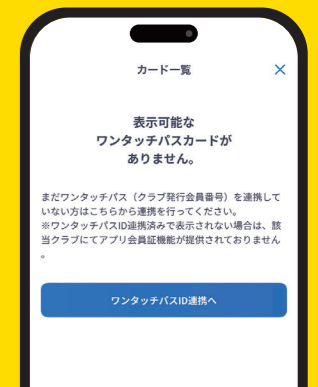 カード一覧
表示可能な
ワンタッチパスカードが
ありません。
まだワンタッチパス（クラブ発行会員番号）を連携して
いない方はこちらから連携を行ってください。
※ワンタッチパスID連携済みで表示されない場合は、該
当クラブにてアプリ会員証機能が提供されておりません
。
ワンタッチパスID連携へ